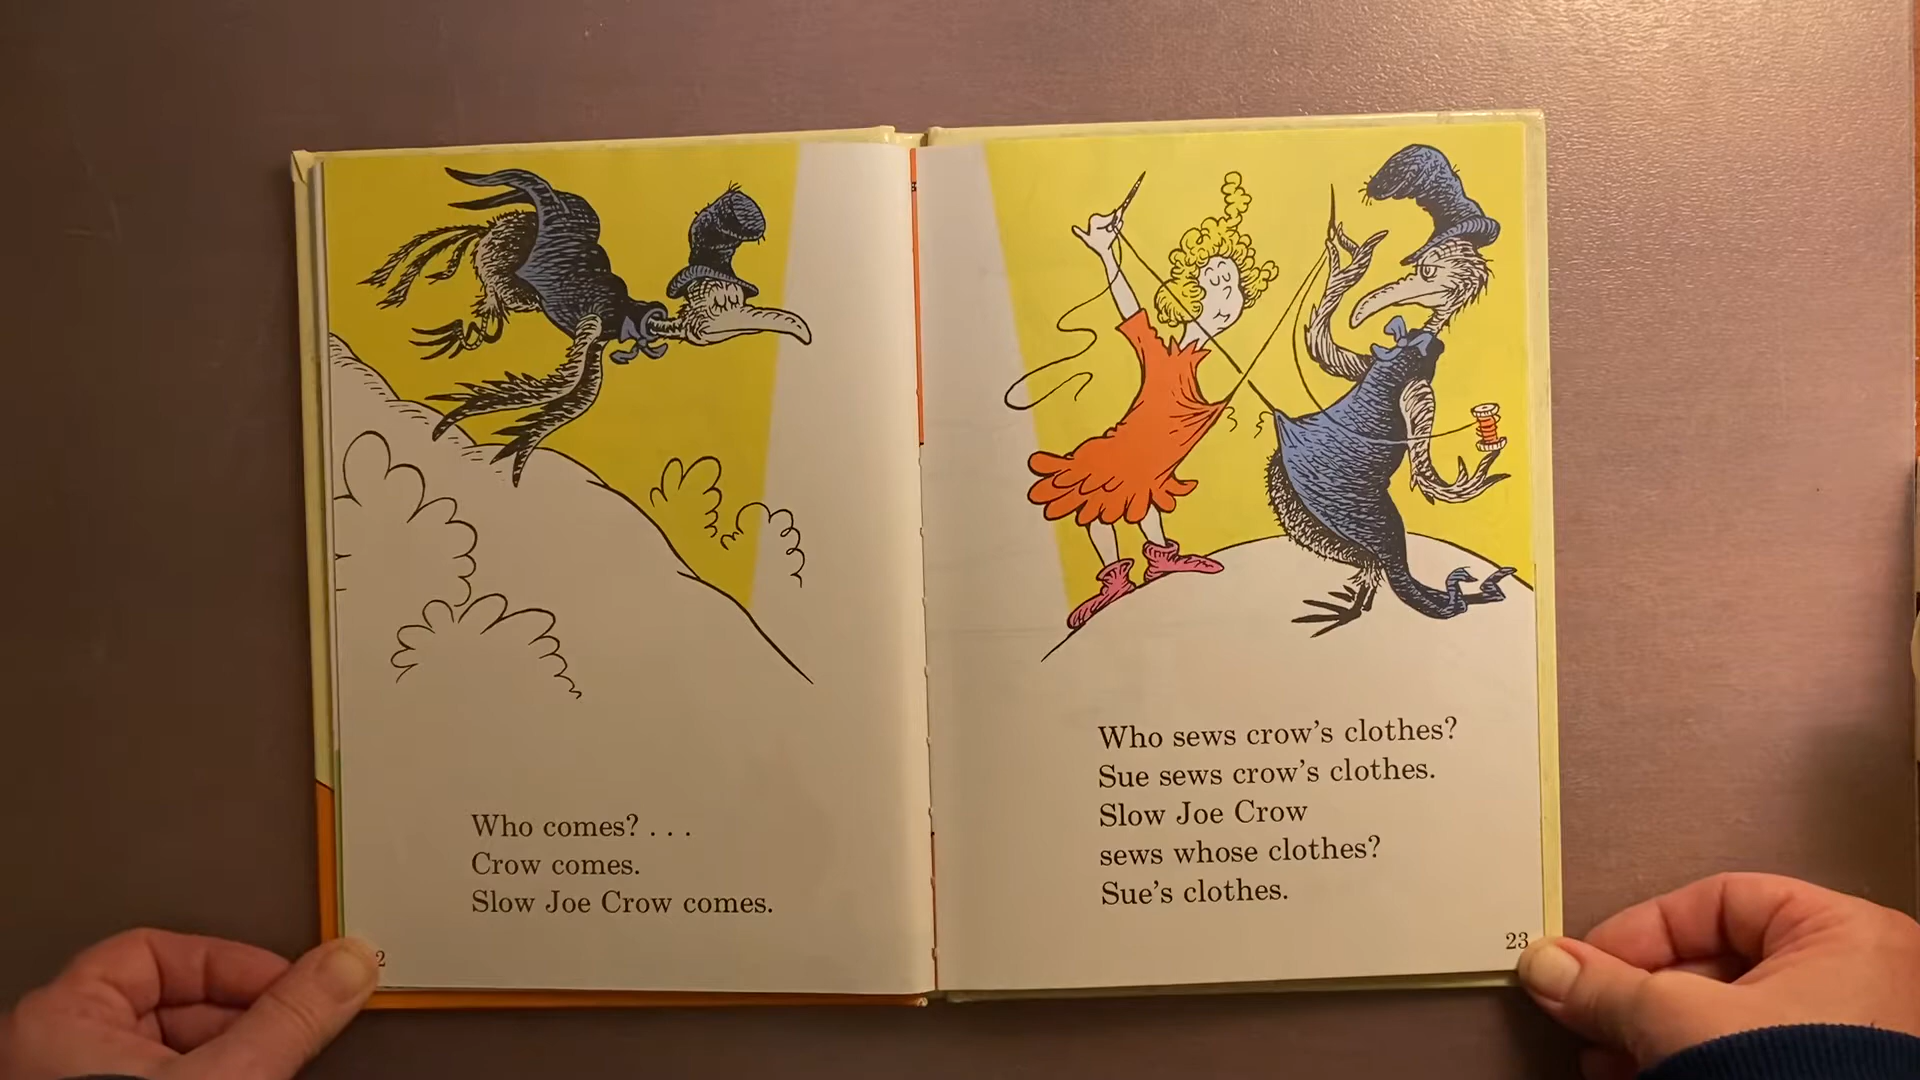 Who comes? . . .
Crow comes.
Slow Joe Crow comes.
2
Who sews crow's clothes?
Sue sews crow's clothes.
Slow Joe Crow
sews whose clothes?
Sue's clothes.
23